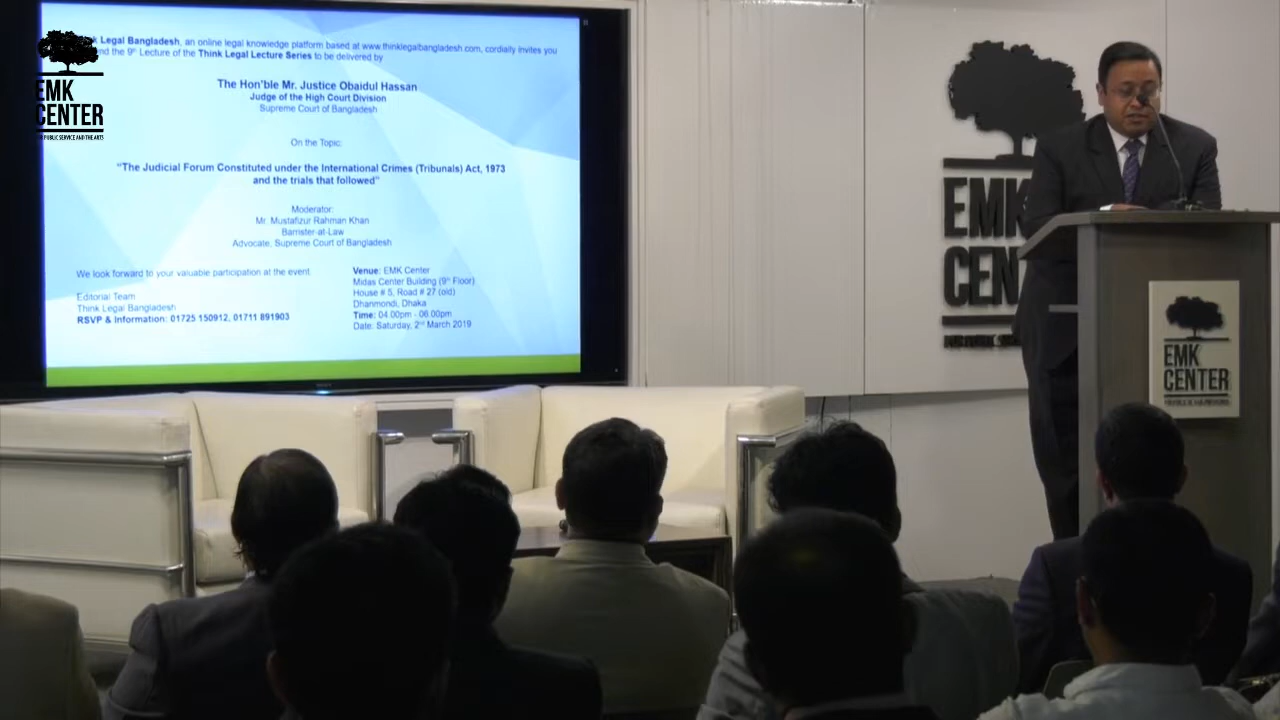 k Legal Bangladesh, an online legal knowledge platform based at www.thinklegalbangladesh.com, cordially invites you
nd the 9th Lecture of the Think Legal Lecture Series to be delivered by
The Hon'ble Mr. Justice Obaidul Hassan
Judge of the High Court Division
Supreme Court of Bangladesh
On the Topic:
"The Judicial Forum Constituted under the International Crimes (Tribunals) Act, 1973
and the trials that followed"
Moderator:
Mr. Mustafizur Rahman Khan
Barrister-at-Law
Advocate, Supreme Court of Bangladesh
We look forward to your valuable participation at the event.
Editorial Team
Think Legal Bangladesh
RSVP & Information: 01725 150912, 01711 891903
Venue: EMK Center
Midas Center Building (9th Floor)
House # 5, Road # 27 (old)
Dhanmondi, Dhaka
Time: 04.00pm - 06.00pm
Date: Saturday, 2nd March 2019
EMK
CENTER
PUBLIC SERVICE AND THE ARTS
EMK
CEN
EMK
CENTER